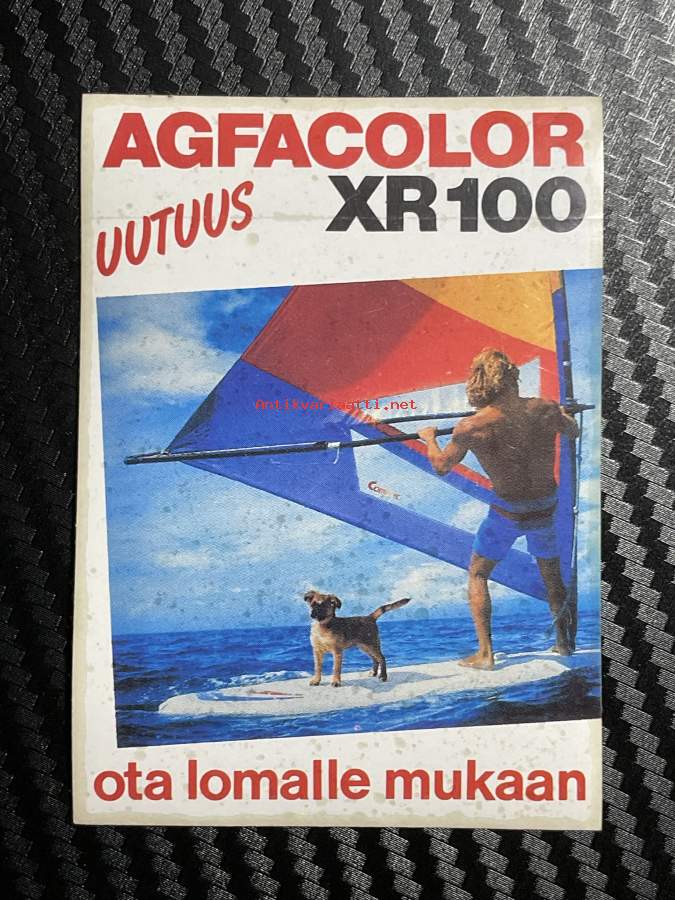 AGFACOLOR
XR100
UUTUUS
Antikvariaatti.net
ota lomalle mukaan